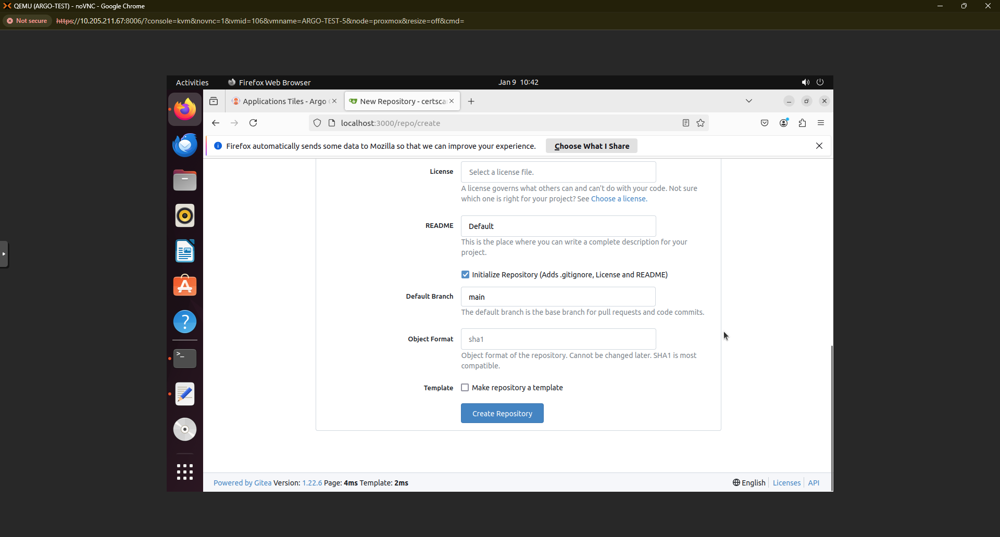 QEMU (ARGO-TEST) - noVNC - Google Chrome
Not secure
https://10.205.211.67:8006/?console=kvm&novnc=1&vmid=106&vmname=ARGO-TEST-5&node=proxmox&resize=off&cmd=
Activities
Firefox Web Browser
Jan 9 10:42
Applications Tiles - Argo
New Repository - certsca
localhost:3000/repo/create
Firefox automatically sends some data to Mozilla so that we can improve your experience.
Choose What I Share
License
Select a license file.
A license governs what others can and can't do with your code. Not sure
which one is right for your project? See Choose a license.
README
Default
This is the place where you can write a complete description for your
project.
Initialize Repository (Adds .gitignore, License and README)
Default Branch
main
The default branch is the base branch for pull requests and code commits.
Object Format
sha1
Object format of the repository. Cannot be changed later. SHA1 is most
compatible.
Template
Make repository a template
Create Repository
Powered by Gitea Version: 1.22.6 Page: 4ms Template: 2ms
English
Licenses
API